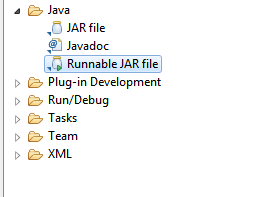 Java
JAR file
Javadoc
Runnable JAR file
Plug-in Development
Run/Debug
Tasks
Team
XML